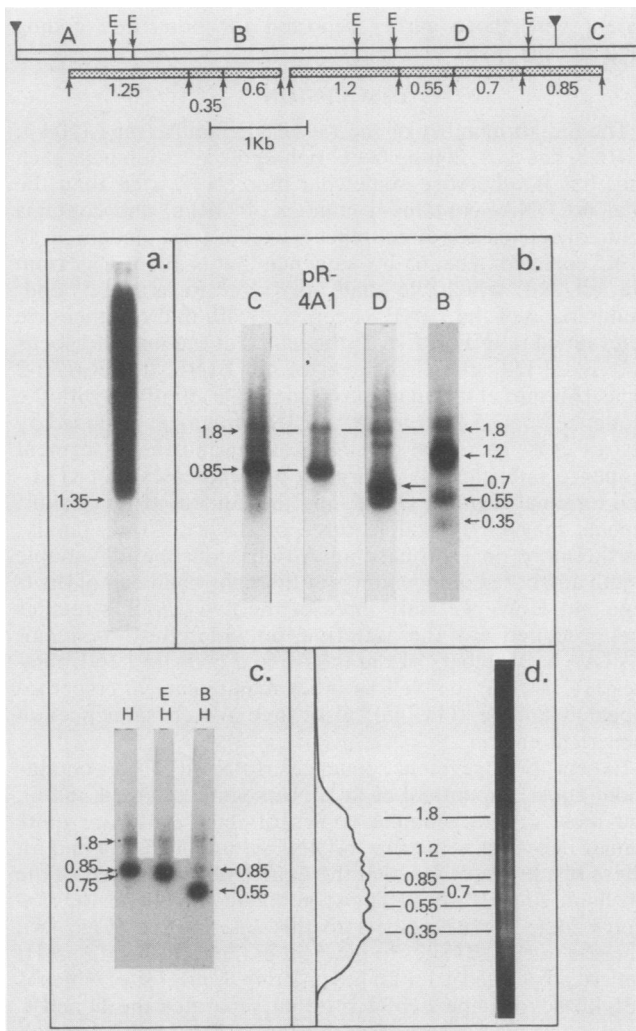 E E E E E
A B D C
1.25 0.6 1.2 0.55 0.7 0.85
0.35
1Kb
a. b.
pR-
C 4A1 D B
1.8 1.8
1.2
0.85 0.7
1.35 0.55
0.35
c. d.
E B
H H H
1.8 1.8
1.2
0.85 0.85 0.85
0.75 0.7
0.55 0.55
0.35